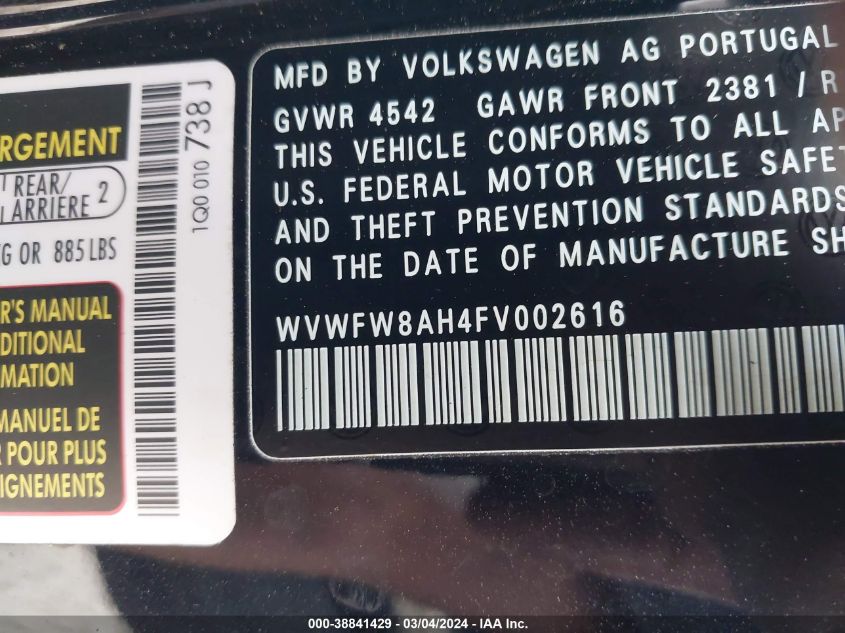 RGEMENT
REAR/
ARRIERE 2
G OR 885 LBS
R'S MANUAL
DITIONAL
MATION
MANUEL DE
R POUR PLUS
IGNEMENTS
1Q0 010 738 J
MFD BY VOLKSWAGEN AG PORTUGAL
GVWR 4542 GAWR FRONT 2381 / R
THIS VEHICLE CONFORMS TO ALL AP
U.S. FEDERAL MOTOR VEHICLE SAFET
AND THEFT PREVENTION STANDARDS
ON THE DATE OF MANUFACTURE SH
WVWFW8AH4FV002616
000-38841429 — 03/04/2024 — IAA, Inc.